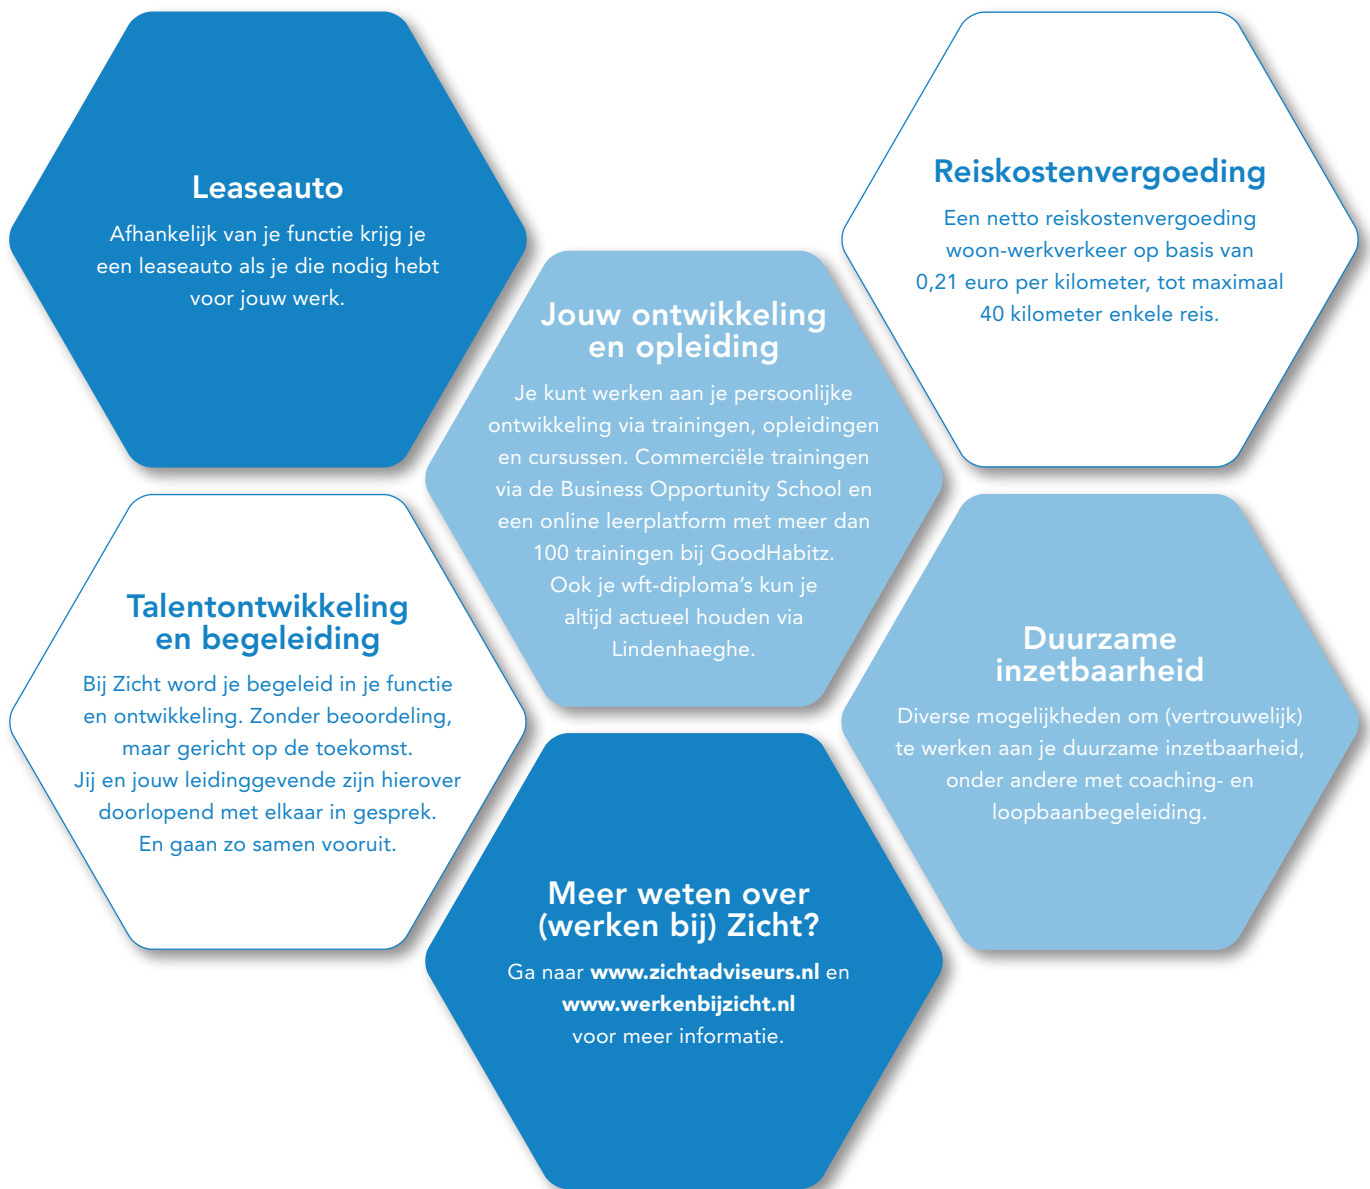 Leaseauto
Afhankelijk van je functie krijg je
een leaseauto als je die nodig hebt
voor jouw werk.
Reiskostenvergoeding
Een netto reiskostenvergoeding
woon-werkverkeer op basis van
0,21 euro per kilometer, tot maximaal
40 kilometer enkele reis.
Jouw ontwikkeling
en opleiding
Je kunt werken aan je persoonlijke
ontwikkeling via trainingen, opleidingen
en cursussen. Commerciële trainingen
via de Business Opportunity School en
een online leerplatform met meer dan
100 trainingen bij GoodHabitz.
Ook je wft-diploma’s kun je
altijd actueel houden via
Lindenhaeghe.
Talentontwikkeling
en begeleiding
Bij Zicht word je begeleid in je functie
en ontwikkeling. Zonder beoordeling,
maar gericht op de toekomst.
Jij en jouw leidinggevende zijn hierover
doorlopend met elkaar in gesprek.
En gaan zo samen vooruit.
Duurzame
inzetbaarheid
Diverse mogelijkheden om (vertrouwelijk)
te werken aan je duurzame inzetbaarheid,
onder andere met coaching- en
loopbaanbegeleiding.
Meer weten over
(werken bij) Zicht?
Ga naar www.zichtadviseurs.nl en
www.werkenbijzicht.nl
voor meer informatie.